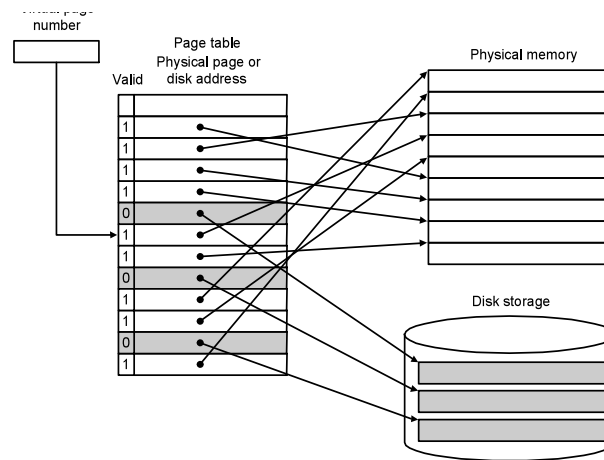 number
Page table
Physical page or
Valid disk address
Physical memory
1
1
1
1
0
1
1
0
1
1
0
1
Disk storage